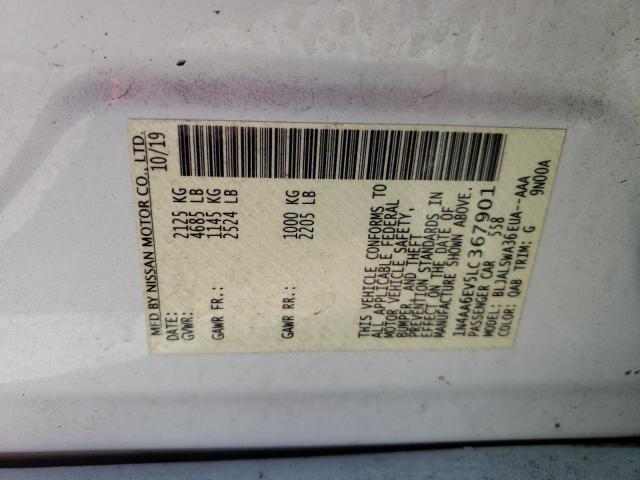 MFD BY NISSAN MOTOR CO., LTD.
DATE: 10/19
GVWR: 2125 KG
4685 LB
GAWR FR: 1145 KG
2524 LB
GAWR RR: 1000 KG
2205 LB
THIS VEHICLE CONFORMS TO
ALL APPLICABLE FEDERAL
MOTOR VEHICLE SAFETY,
BUMPER, AND THEFT
PREVENTION STANDARDS IN
EFFECT ON THE DATE OF
MANUFACTURE SHOWN ABOVE.
1N4AA6EV5LC367901
PASSENGER CAR 558
MODEL: BLJALSWA36EUA--AAA
COLOR: QAB TRIM: G 9N00A